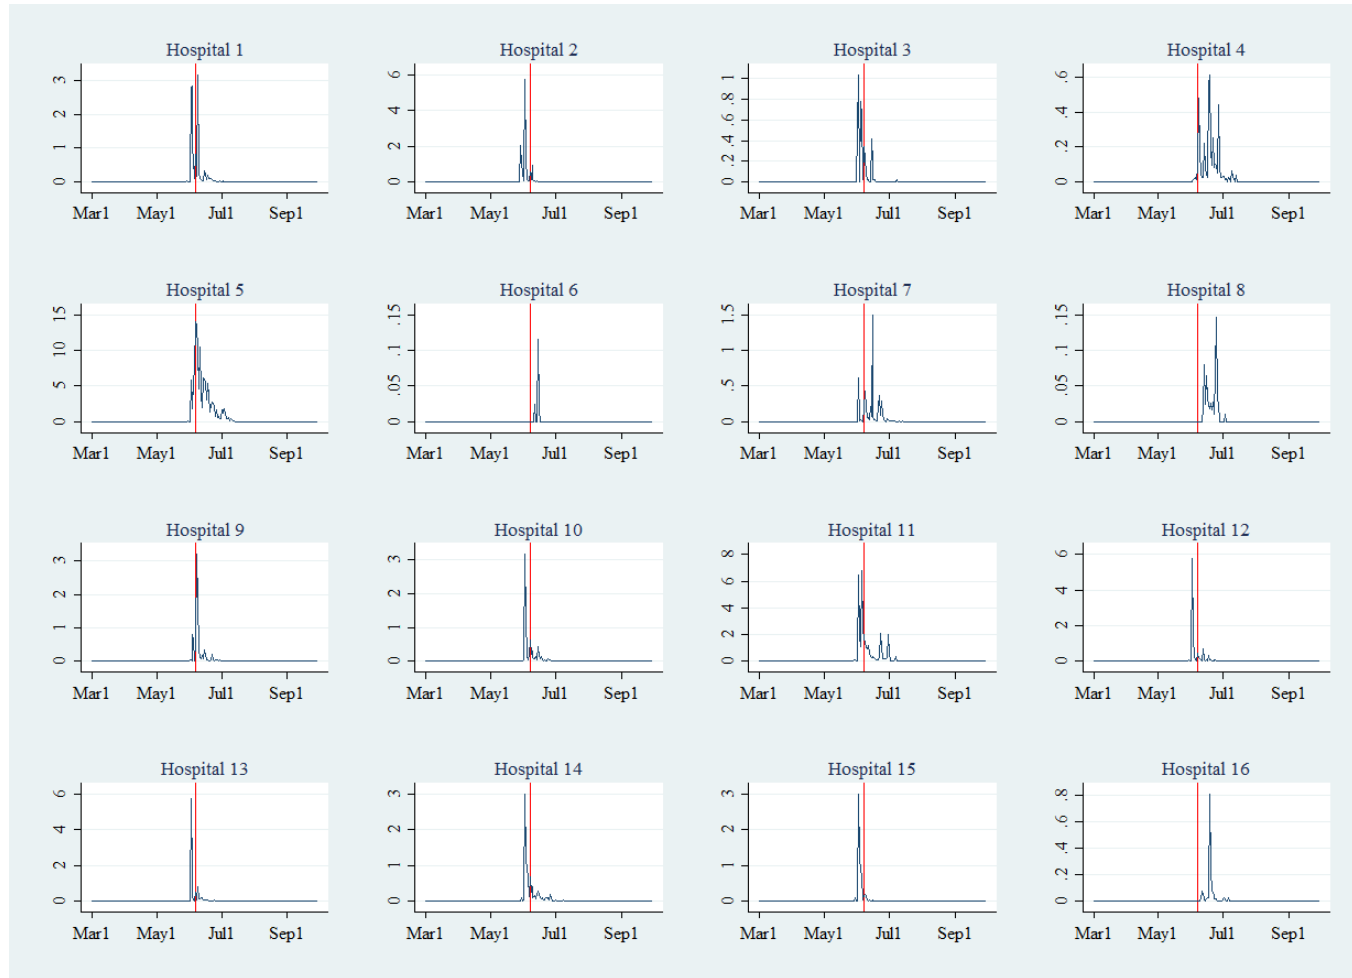 Hospital 1 Hospital 2 Hospital 3 Hospital 4
0 1 2 3 0 2 4 6 0 .2 .4 .6 .8 1 0 .2 .4 .6
Mar1 May1 Jul1 Sep1 Mar1 May1 Jul1 Sep1 Mar1 May1 Jul1 Sep1 Mar1 May1 Jul1 Sep1
Hospital 5 Hospital 6 Hospital 7 Hospital 8
0 5 10 15 0 .05 .1 .15 0 .5 1 1.5 0 .05 .1 .15
Mar1 May1 Jul1 Sep1 Mar1 May1 Jul1 Sep1 Mar1 May1 Jul1 Sep1 Mar1 May1 Jul1 Sep1
Hospital 9 Hospital 10 Hospital 11 Hospital 12
0 1 2 3 0 1 2 3 0 2 4 6 8 0 2 4 6
Mar1 May1 Jul1 Sep1 Mar1 May1 Jul1 Sep1 Mar1 May1 Jul1 Sep1 Mar1 May1 Jul1 Sep1
Hospital 13 Hospital 14 Hospital 15 Hospital 16
0 2 4 6 0 1 2 3 0 1 2 3 0 .2 .4 .6 .8
Mar1 May1 Jul1 Sep1 Mar1 May1 Jul1 Sep1 Mar1 May1 Jul1 Sep1 Mar1 May1 Jul1 Sep1